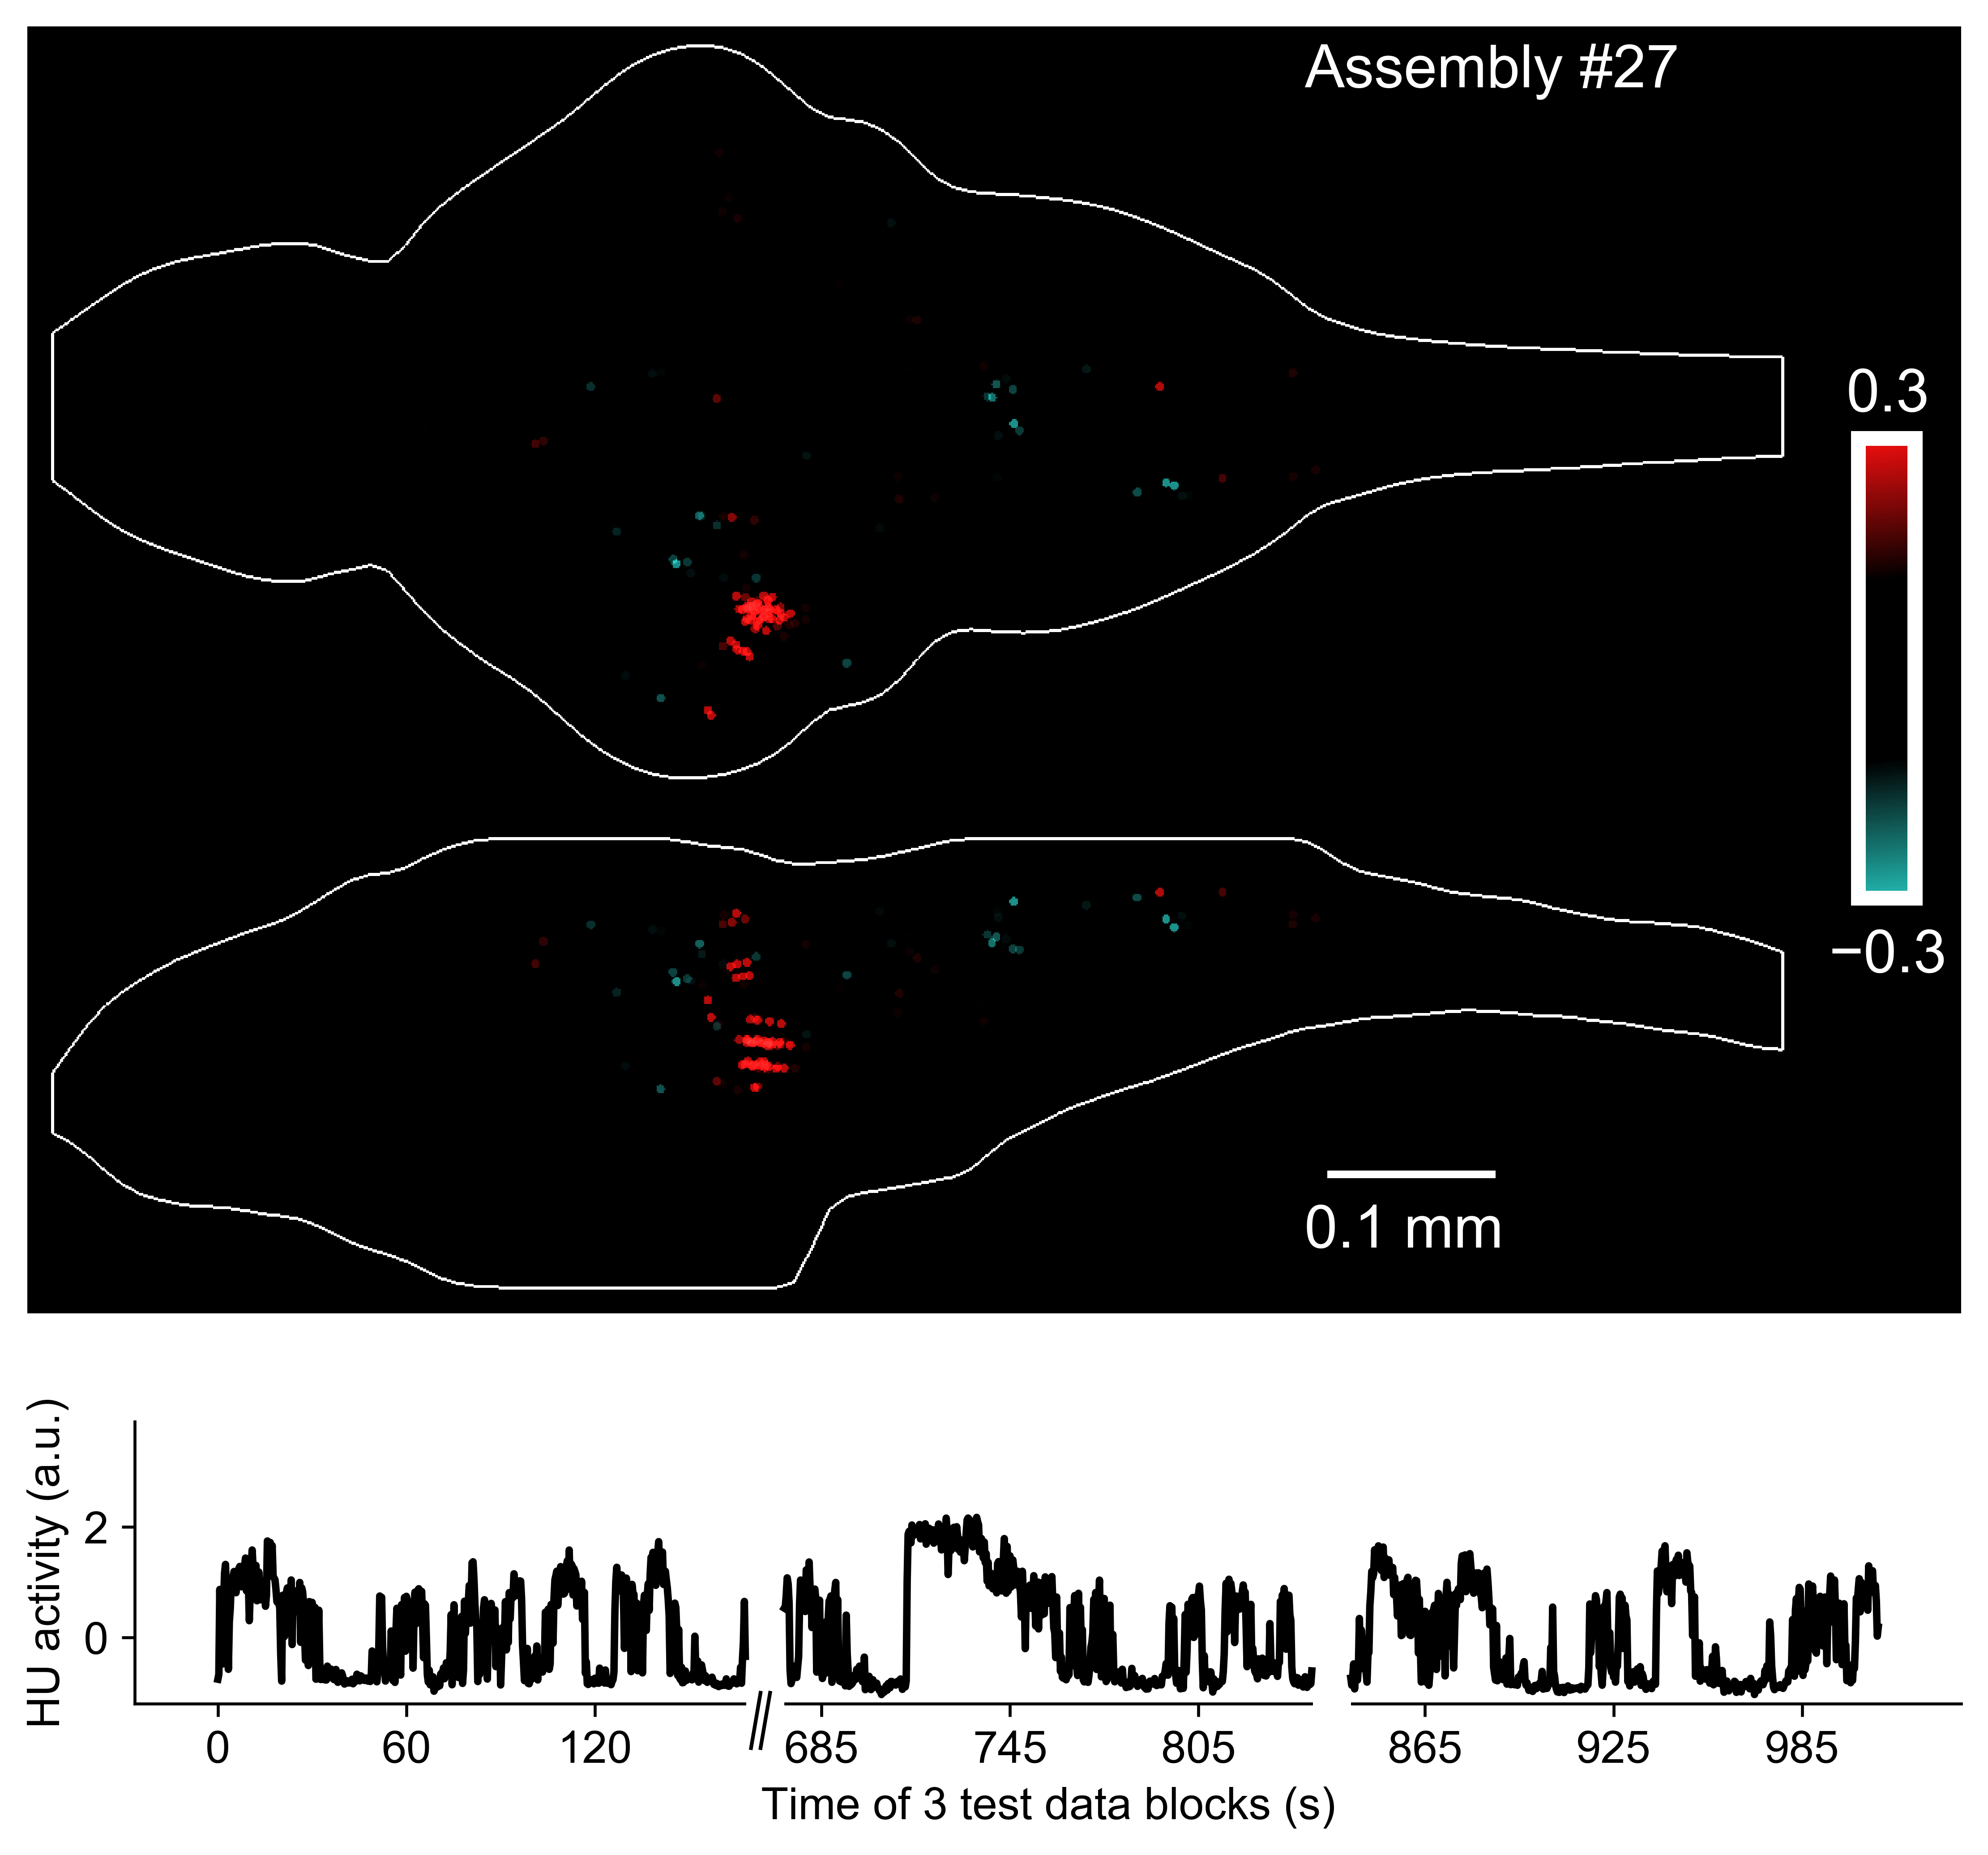 Assembly #27
0.3
−0.3
0.1 mm
HU activity (a.u.)
2
0
0 60 120 685 745 805 865 925 985
Time of 3 test data blocks (s)